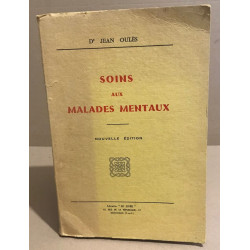 Dr JEAN OULÈS
SOINS
AUX
MALADES MENTAUX
NOUVELLE ÉDITION